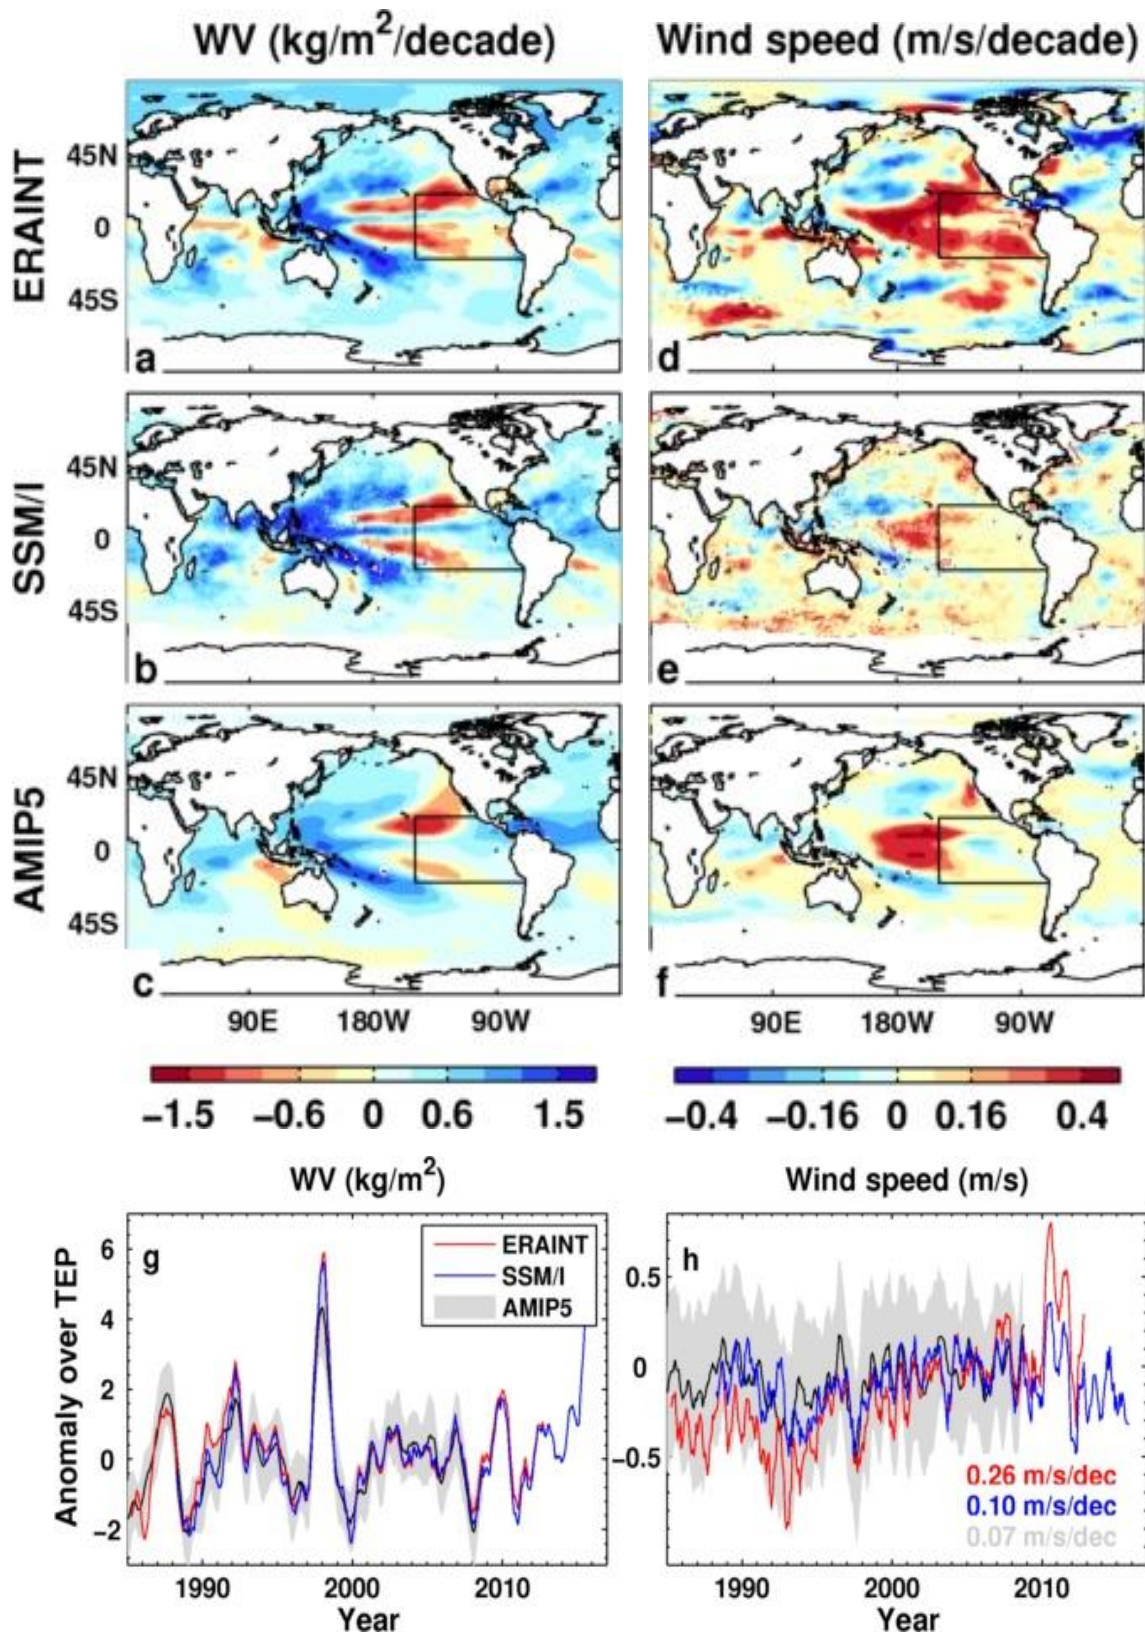 WV (kg/m²/decade)
Wind speed (m/s/decade)
ERAINT
45N
0
45S
a
d
SSM/I
45N
0
45S
b
e
AMIP5
45N
0
45S
c
f
90E 180W 90W
90E 180W 90W
−1.5 −0.6 0 0.6 1.5
−0.4 −0.16 0 0.16 0.4
WV (kg/m²)
Wind speed (m/s)
Anomaly over TEP
g
ERAINT
SSM/I
AMIP5
6
4
2
0
−2
1990 2000 2010
Year
h
0.5
0
−0.5
0.26 m/s/dec
0.10 m/s/dec
0.07 m/s/dec
1990 2000 2010
Year